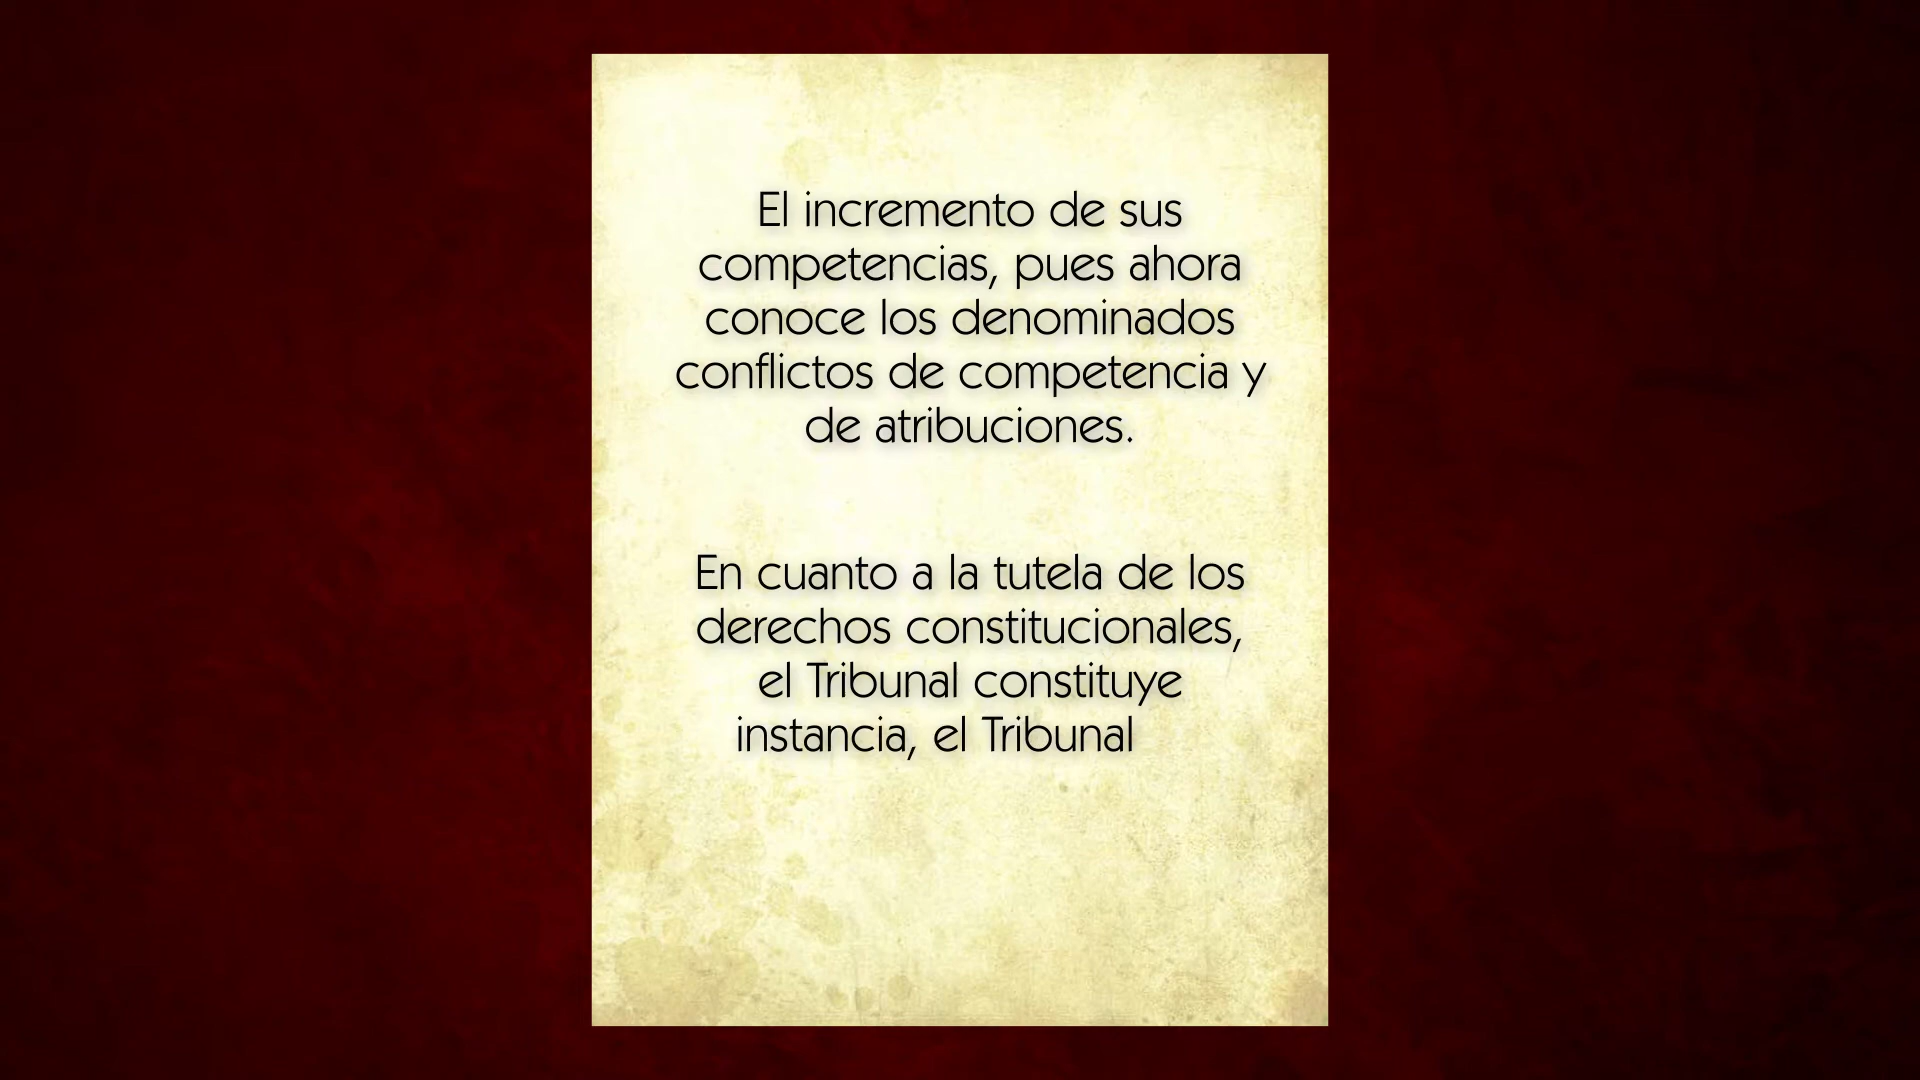 El incremento de sus
competencias, pues ahora
conoce los denominados
conflictos de competencia y
de atribuciones.
En cuanto a la tutela de los
derechos constitucionales,
el Tribunal constituye
instancia, el Tribunal